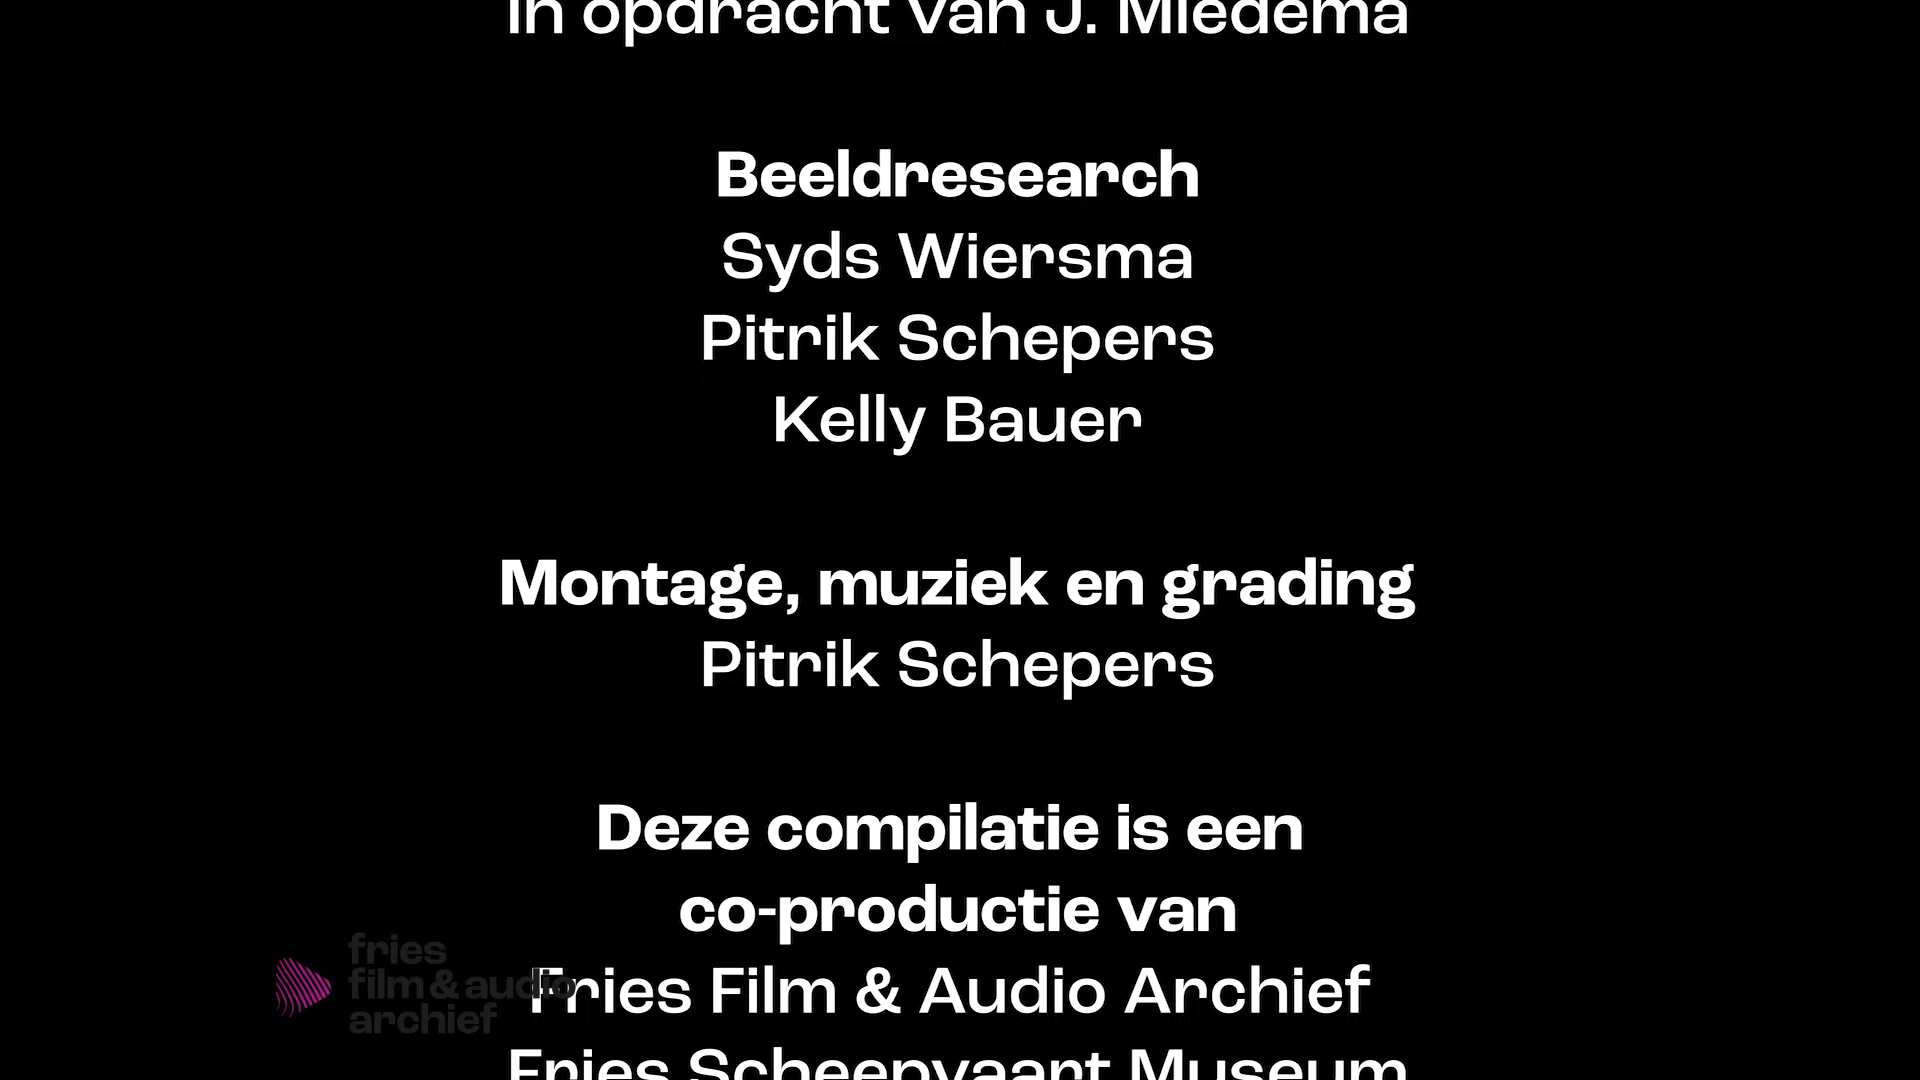 In opdracht van J. Miedema
Beeldresearch
Syds Wiersma
Pitrik Schepers
Kelly Bauer
Montage, muziek en grading
Pitrik Schepers
Deze compilatie is een
co-productie van
Fries Film & Audio Archief
Fries Scheepvaart Museum
fries
film & audio
archief